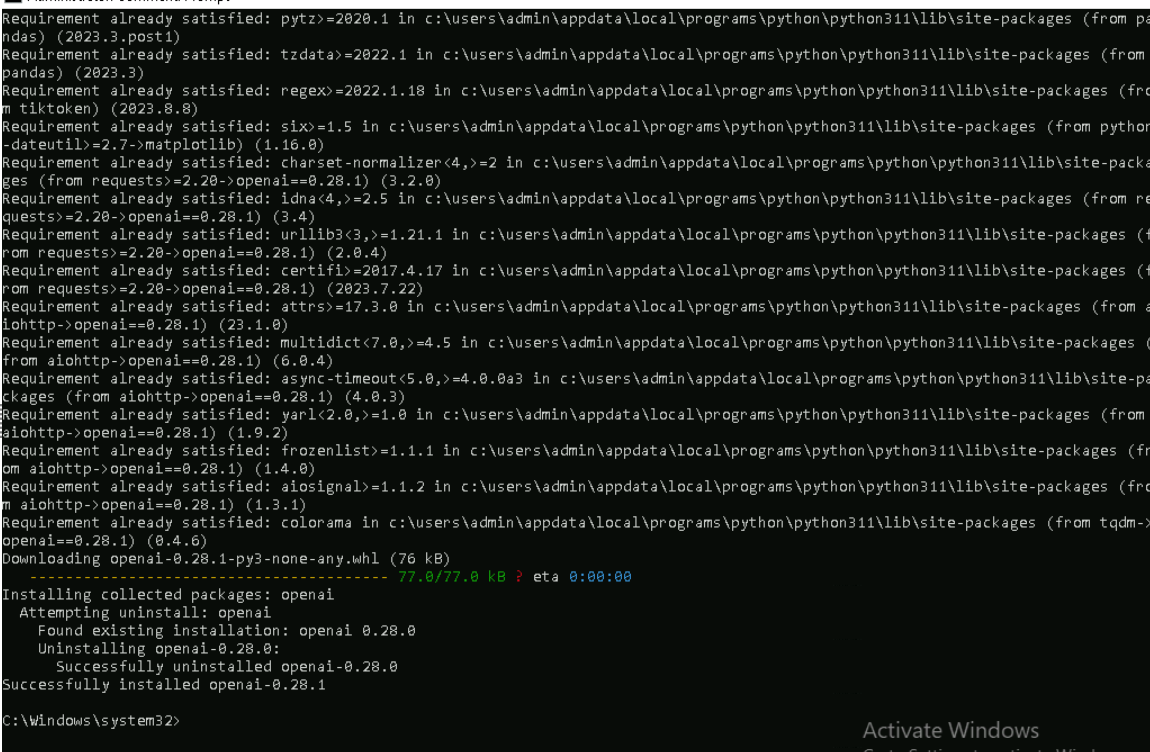 Requirement already satisfied: pytz>=2020.1 in c:\users\admin\appdata\local\programs\python\python311\lib\site-packages (from pa
ndas) (2023.3.post1)
Requirement already satisfied: tzdata>=2022.1 in c:\users\admin\appdata\local\programs\python\python311\lib\site-packages (from
pandas) (2023.3)
Requirement already satisfied: regex>=2022.1.18 in c:\users\admin\appdata\local\programs\python\python311\lib\site-packages (fro
m tiktoken) (2023.8.8)
Requirement already satisfied: six>=1.5 in c:\users\admin\appdata\local\programs\python\python311\lib\site-packages (from python
-dateutil>=2.7->matplotlib) (1.16.0)
Requirement already satisfied: charset-normalizer<4,>=2 in c:\users\admin\appdata\local\programs\python\python311\lib\site-packa
ges (from requests>=2.20->openai==0.28.1) (3.2.0)
Requirement already satisfied: idna<4,>=2.5 in c:\users\admin\appdata\local\programs\python\python311\lib\site-packages (from re
quests>=2.20->openai==0.28.1) (3.4)
Requirement already satisfied: urllib3<3,>=1.21.1 in c:\users\admin\appdata\local\programs\python\python311\lib\site-packages (f
rom requests>=2.20->openai==0.28.1) (2.0.4)
Requirement already satisfied: certifi>=2017.4.17 in c:\users\admin\appdata\local\programs\python\python311\lib\site-packages (f
rom requests>=2.20->openai==0.28.1) (2023.7.22)
Requirement already satisfied: attrs>=17.3.0 in c:\users\admin\appdata\local\programs\python\python311\lib\site-packages (from a
iohttp->openai==0.28.1) (23.1.0)
Requirement already satisfied: multidict<7.0,>=4.5 in c:\users\admin\appdata\local\programs\python\python311\lib\site-packages (
from aiohttp->openai==0.28.1) (6.0.4)
Requirement already satisfied: async-timeout<5.0,>=4.0.0a3 in c:\users\admin\appdata\local\programs\python\python311\lib\site-pa
ckages (from aiohttp->openai==0.28.1) (4.0.3)
Requirement already satisfied: yarl<2.0,>=1.0 in c:\users\admin\appdata\local\programs\python\python311\lib\site-packages (from
aiohttp->openai==0.28.1) (1.9.2)
Requirement already satisfied: frozenlist>=1.1.1 in c:\users\admin\appdata\local\programs\python\python311\lib\site-packages (fr
om aiohttp->openai==0.28.1) (1.4.0)
Requirement already satisfied: aiosignal>=1.1.2 in c:\users\admin\appdata\local\programs\python\python311\lib\site-packages (fro
m aiohttp->openai==0.28.1) (1.3.1)
Requirement already satisfied: colorama in c:\users\admin\appdata\local\programs\python\python311\lib\site-packages (from tqdm->
openai==0.28.1) (0.4.6)
Downloading openai-0.28.1-py3-none-any.whl (76 kB)
---------------------------------------- 77.0/77.0 kB ? eta 0:00:00
Installing collected packages: openai
Attempting uninstall: openai
Found existing installation: openai 0.28.0
Uninstalling openai-0.28.0:
Successfully uninstalled openai-0.28.0
Successfully installed openai-0.28.1
C:\Windows\system32>
Activate Windows